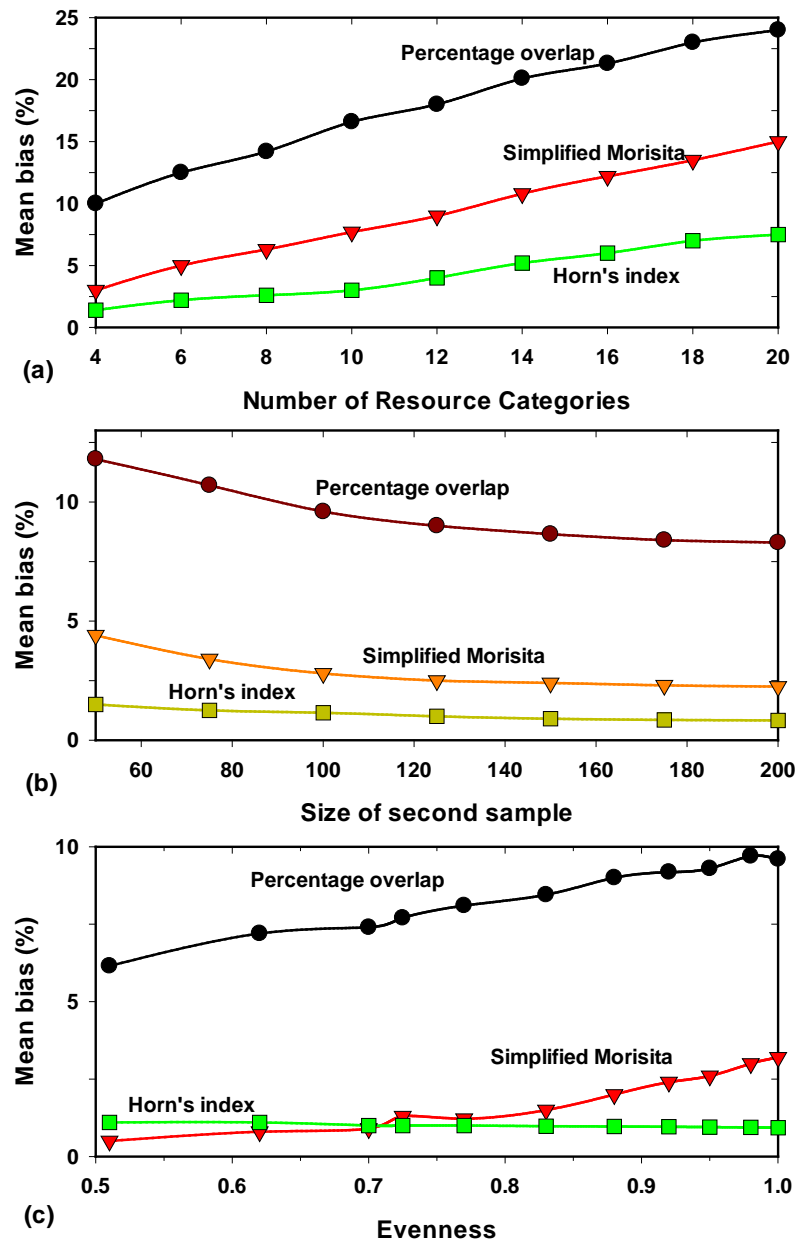 25
20
15
10
5
0
Mean bias (%)
Percentage overlap
Simplified Morisita
Horn's index
4 6 8 10 12 14 16 18 20
(a)
Number of Resource Categories
10
5
0
Mean bias (%)
Percentage overlap
Simplified Morisita
Horn's index
60 80 100 120 140 160 180 200
(b)
Size of second sample
10
5
0
Mean bias (%)
Percentage overlap
Simplified Morisita
Horn's index
0.5 0.6 0.7 0.8 0.9 1.0
(c)
Evenness